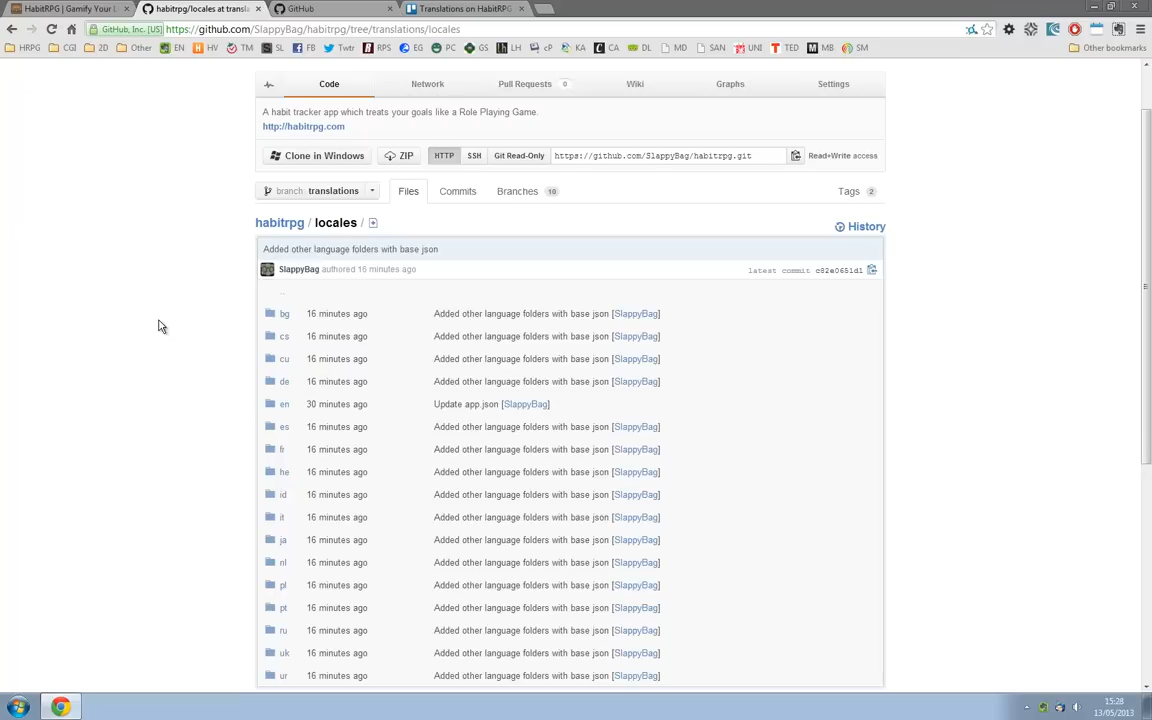 HabitRPG | Gamify Your L
habitrpg/locales at transla
GitHub
Translations on HabitRPG
GitHub, Inc. [US]
https://github.com/SlappyBag/habitrpg/tree/translations/locales
HRPG CGI 2D Other EN HV TM SL FB Twtr RPS EG PC GS LH cP KA CA DL MD SAN UNI TED MB SM Other bookmarks
Code Network Pull Requests 0 Wiki Graphs Settings
A habit tracker app which treats your goals like a Role Playing Game.
http://habitrpg.com
Clone in Windows ZIP HTTP SSH Git Read-Only https://github.com/SlappyBag/habitrpg.git Read+Write access
branch: translations Files Commits Branches 10 Tags 2
habitrpg / locales / History
Added other language folders with base json
SlappyBag authored 16 minutes ago latest commit c82e0651d1
..
bg 16 minutes ago Added other language folders with base json [SlappyBag]
cs 16 minutes ago Added other language folders with base json [SlappyBag]
cu 16 minutes ago Added other language folders with base json [SlappyBag]
de 16 minutes ago Added other language folders with base json [SlappyBag]
en 30 minutes ago Update app.json [SlappyBag]
es 16 minutes ago Added other language folders with base json [SlappyBag]
fr 16 minutes ago Added other language folders with base json [SlappyBag]
he 16 minutes ago Added other language folders with base json [SlappyBag]
id 16 minutes ago Added other language folders with base json [SlappyBag]
it 16 minutes ago Added other language folders with base json [SlappyBag]
ja 16 minutes ago Added other language folders with base json [SlappyBag]
nl 16 minutes ago Added other language folders with base json [SlappyBag]
pl 16 minutes ago Added other language folders with base json [SlappyBag]
pt 16 minutes ago Added other language folders with base json [SlappyBag]
ru 16 minutes ago Added other language folders with base json [SlappyBag]
uk 16 minutes ago Added other language folders with base json [SlappyBag]
ur 16 minutes ago Added other language folders with base json [SlappyBag]
15:28
13/05/2013